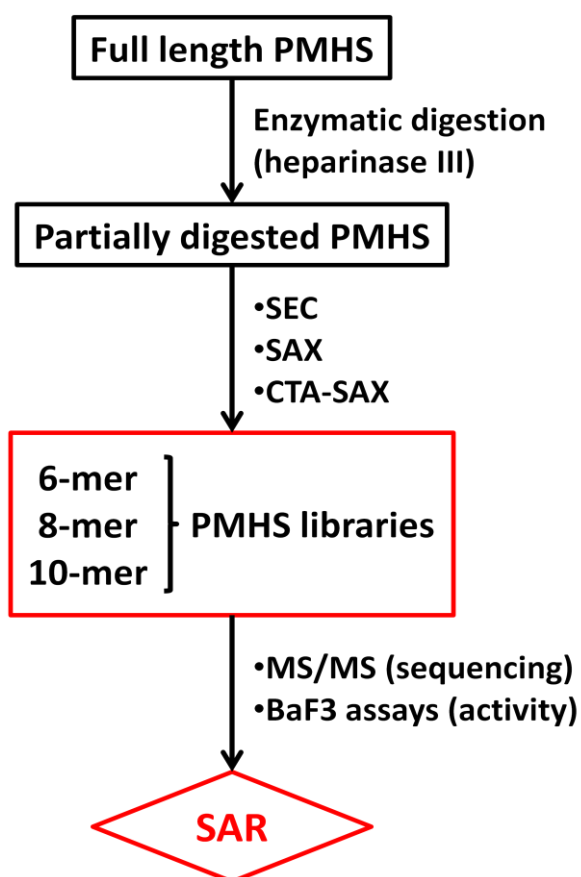 Full length PMHS
Enzymatic digestion
(heparinase III)
Partially digested PMHS
•SEC
•SAX
•CTA-SAX
6-mer
8-mer
10-mer
PMHS libraries
•MS/MS (sequencing)
•BaF3 assays (activity)
SAR